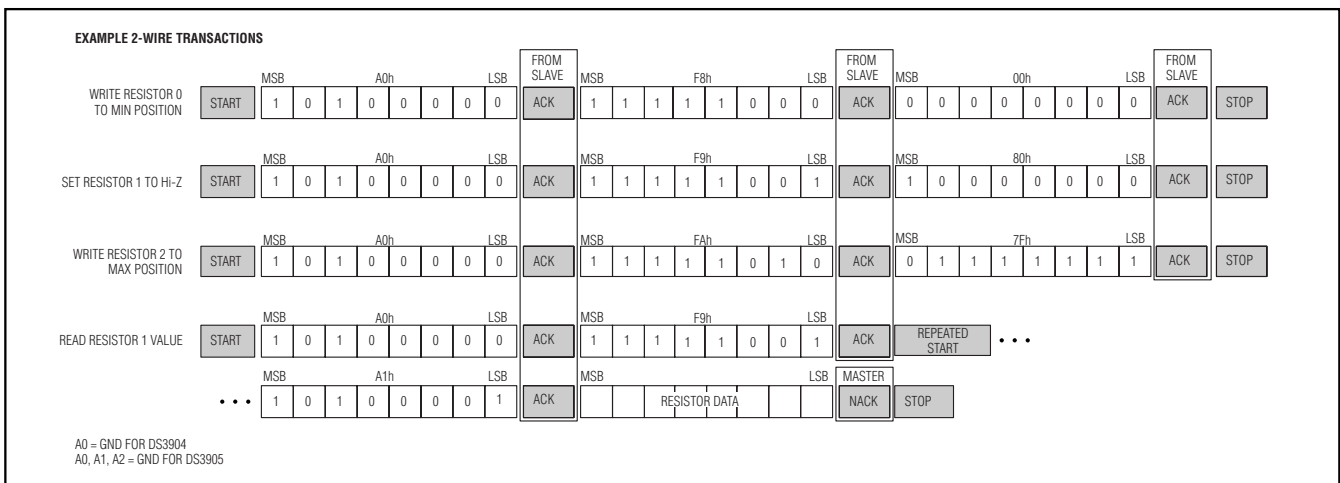 EXAMPLE 2-WIRE TRANSACTIONS
WRITE RESISTOR 0
TO MIN POSITION
START
MSB A0h LSB
1 0 1 0 0 0 0 0
FROM
SLAVE
ACK
MSB F8h LSB
1 1 1 1 1 0 0 0
FROM
SLAVE
ACK
MSB 00h LSB
0 0 0 0 0 0 0 0
FROM
SLAVE
ACK
STOP
SET RESISTOR 1 TO Hi-Z
START
MSB A0h LSB
1 0 1 0 0 0 0 0
ACK
MSB F9h LSB
1 1 1 1 1 0 0 1
ACK
MSB 80h LSB
1 0 0 0 0 0 0 0
ACK
STOP
WRITE RESISTOR 2 TO
MAX POSITION
START
MSB A0h LSB
1 0 1 0 0 0 0 0
ACK
MSB FAh LSB
1 1 1 1 1 0 1 0
ACK
MSB 7Fh LSB
0 1 1 1 1 1 1 1
ACK
STOP
READ RESISTOR 1 VALUE
START
MSB A0h LSB
1 0 1 0 0 0 0 0
ACK
MSB F9h LSB
1 1 1 1 1 0 0 1
ACK
REPEATED
START
• • •
• • •
MSB A1h LSB
1 0 1 0 0 0 0 1
ACK
MSB LSB
RESISTOR DATA
MASTER
NACK
STOP
A0 = GND FOR DS3904
A0, A1, A2 = GND FOR DS3905